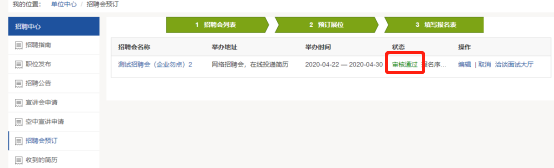 我的位置： 单位中心 / 招聘会预订
招聘中心
招聘指南
职位发布
招聘公告
宣讲会申请
空中宣讲申请
招聘会预订
收到的简历
1 招聘会列表
2 预订展位
3 填写报名表
招聘会名称 举办地址 举办时间 状态 操作
测试招聘会（企业勿点）2 网络招聘会，在线投递简历 2020-04-22 — 2020-04-30 审核通过 报名序... 编辑 | 取消 洽谈面试大厅